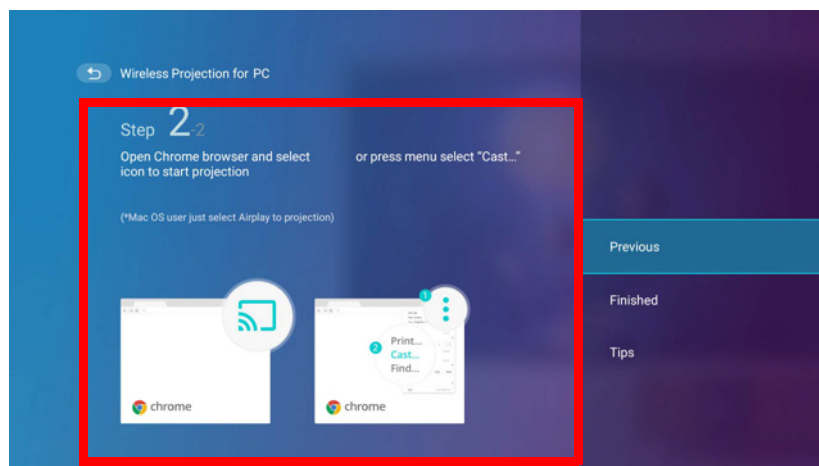 Wireless Projection for PC
Step 2-2
Open Chrome browser and select
icon to start projection
or press menu select “Cast...”
(*Mac OS user just select Airplay to projection)
1
2
Print...
Cast...
Find...
chrome
chrome
Previous
Finished
Tips